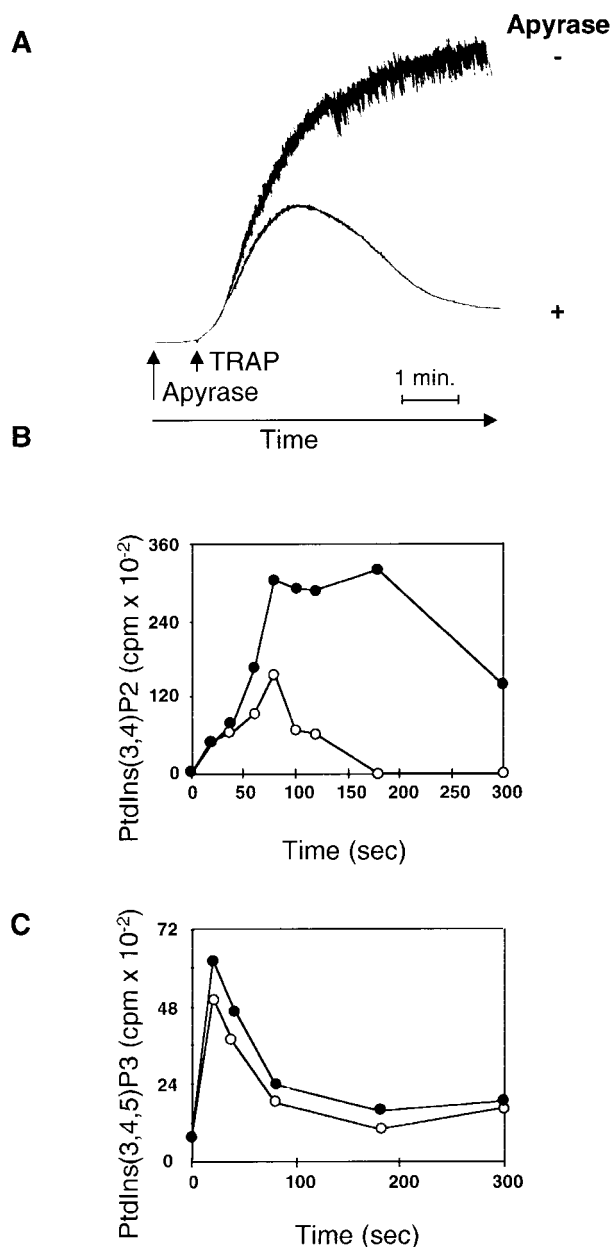 Apyrase
A
-
+
TRAP
Apyrase
1 min.
Time
B
PtdIns(3,4)P2 (cpm x 10-2)
360
240
120
0
0 50 100 150 200 250 300
Time (sec)
C
PtdIns(3,4,5)P3 (cpm x 10-2)
72
48
24
0
0 100 200 300
Time (sec)